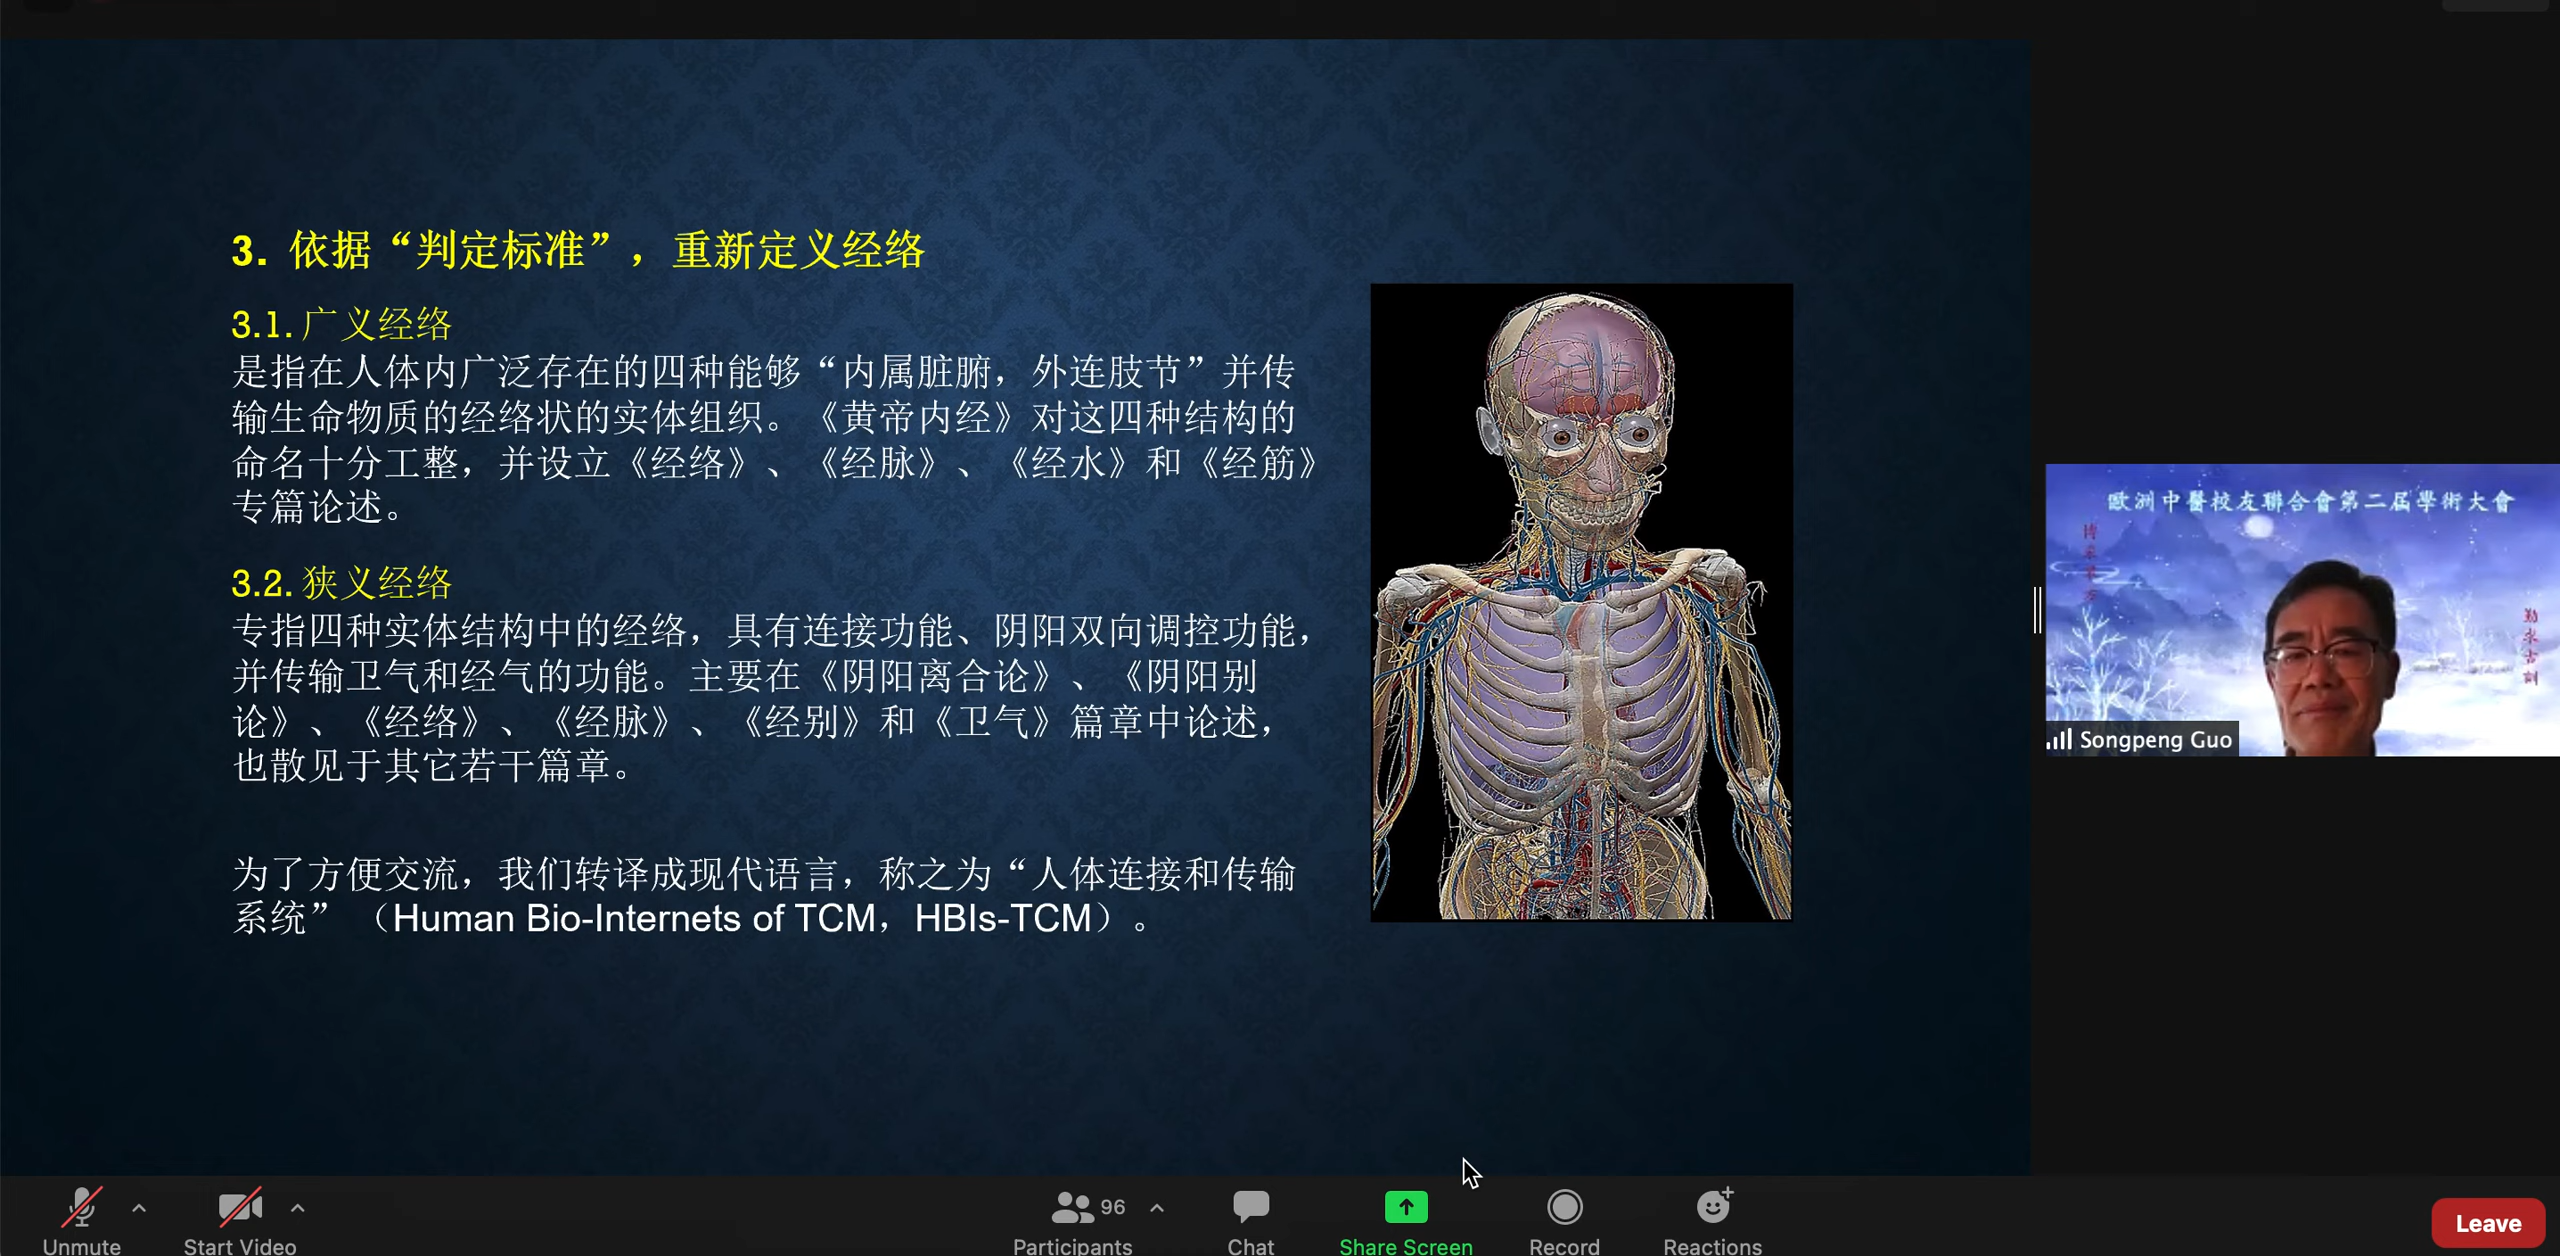 3. 依据“判定标准”，重新定义经络
3.1. 广义经络
是指在人体内广泛存在的四种能够“内属脏腑，外连肢节”并传
输生命物质的经络状的实体组织。《黄帝内经》对这四种结构的
命名十分工整，并设立《经络》、《经脉》、《经水》和《经筋》
专篇论述。
3.2. 狭义经络
专指四种实体结构中的经络，具有连接功能、阴阳双向调控功能，
并传输卫气和经气的功能。主要在《阴阳离合论》、《阴阳别
论》、《经络》、《经脉》、《经别》和《卫气》篇章中论述，
也散见于其它若干篇章。
为了方便交流，我们转译成现代语言，称之为“人体连接和传输
系统”（Human Bio-Internets of TCM，HBIs-TCM）。
歐洲中醫校友聯合會第二屆學術大會
勤求古訓
Songpeng Guo
96
Unmute
Start Video
Participants
Chat
Share Screen
Record
Reactions
Leave